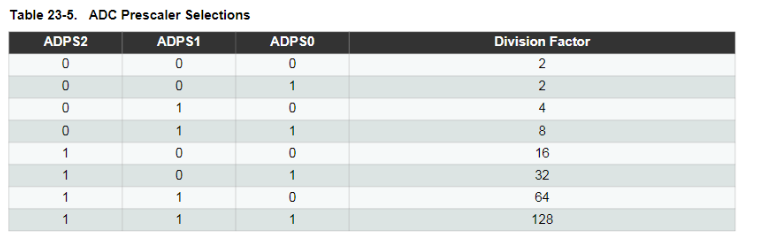 Table 23-5. ADC Prescaler Selections
ADPS2 ADPS1 ADPS0 Division Factor
0 0 0 2
0 0 1 2
0 1 0 4
0 1 1 8
1 0 0 16
1 0 1 32
1 1 0 64
1 1 1 128